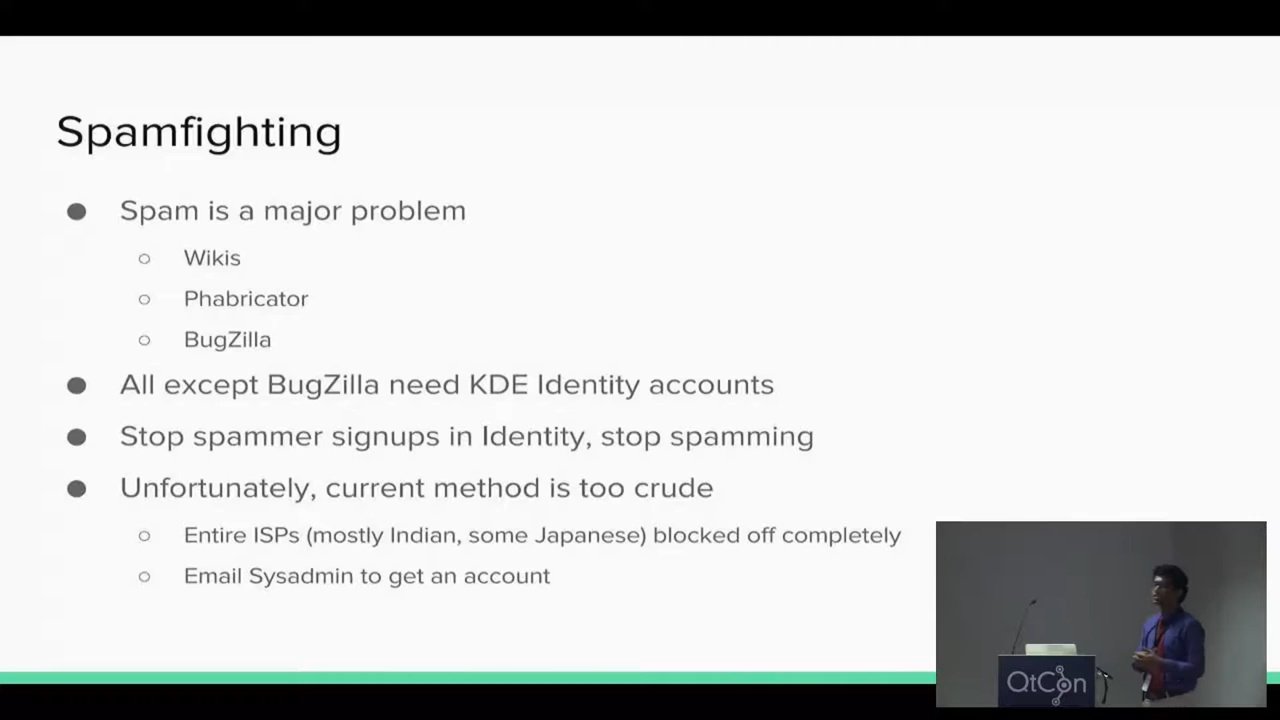 Spamfighting
● Spam is a major problem
○ Wikis
○ Phabricator
○ BugZilla
● All except BugZilla need KDE Identity accounts
● Stop spammer signups in Identity, stop spamming
● Unfortunately, current method is too crude
○ Entire ISPs (mostly Indian, some Japanese) blocked off completely
○ Email Sysadmin to get an account
QtCon